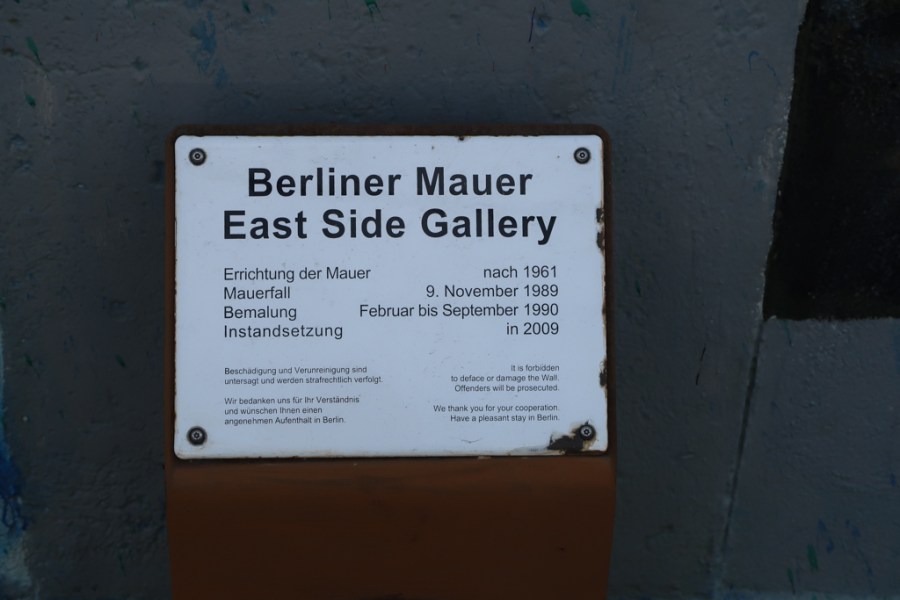 Berliner Mauer
East Side Gallery
Errichtung der Mauer nach 1961
Mauerfall 9. November 1989
Bemalung Februar bis September 1990
Instandsetzung in 2009
Beschädigung und Verunreinigung sind
untersagt und werden strafrechtlich verfolgt.
Wir bedanken uns für Ihr Verständnis
und wünschen Ihnen einen
angenehmen Aufenthalt in Berlin.
It is forbidden
to deface or damage the Wall.
Offenders will be prosecuted.
We thank you for your cooperation.
Have a pleasant stay in Berlin.